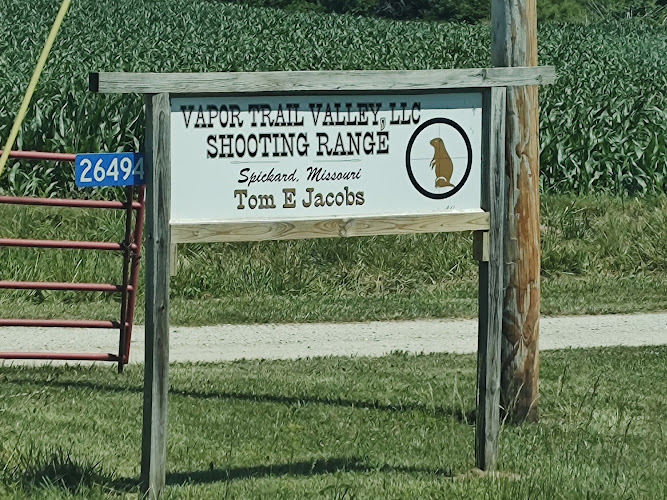 VAPOR TRAIL VALLEY, LLC
SHOOTING RANGE
Spickard, Missouri
Tom E Jacobs
26494